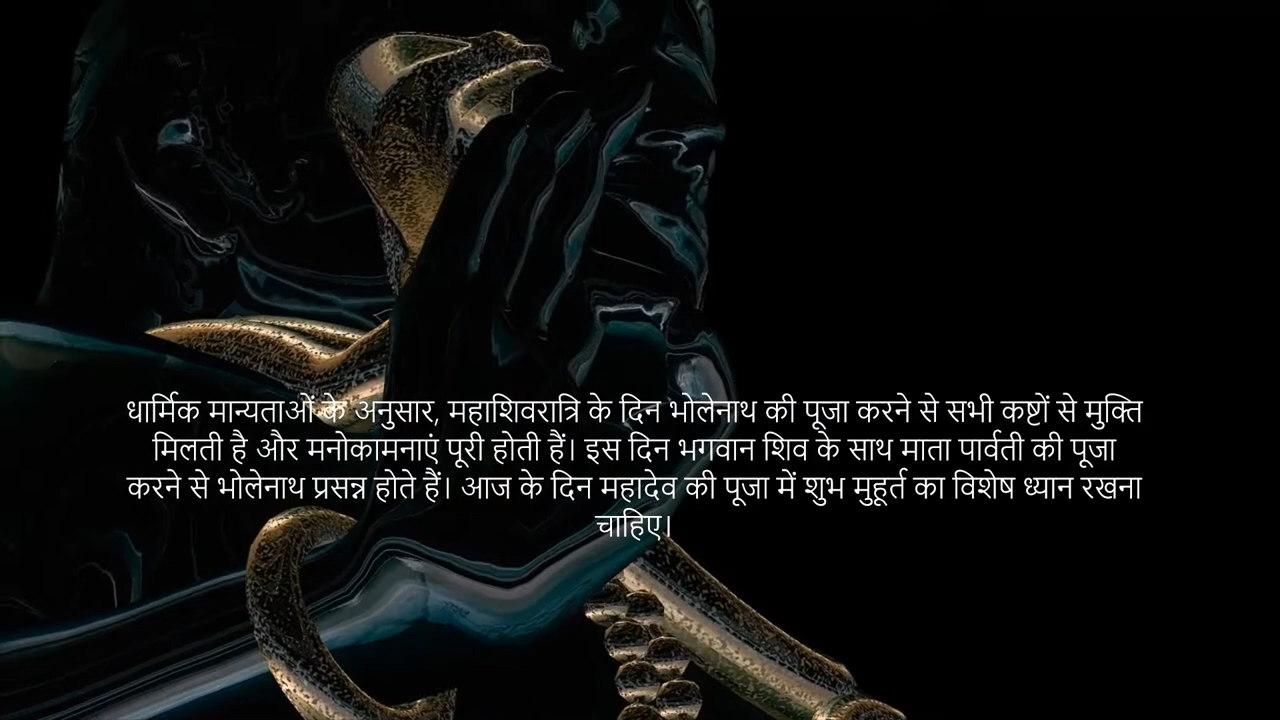 धार्मिक मान्यताओं के अनुसार, महाशिवरात्रि के दिन भोलेनाथ की पूजा करने से सभी कष्टों से मुक्ति
मिलती है और मनोकामनाएं पूरी होती हैं। इस दिन भगवान शिव के साथ माता पार्वती की पूजा
करने से भोलेनाथ प्रसन्न होते हैं। आज के दिन महादेव की पूजा में शुभ मुहूर्त का विशेष ध्यान रखना
चाहिए।